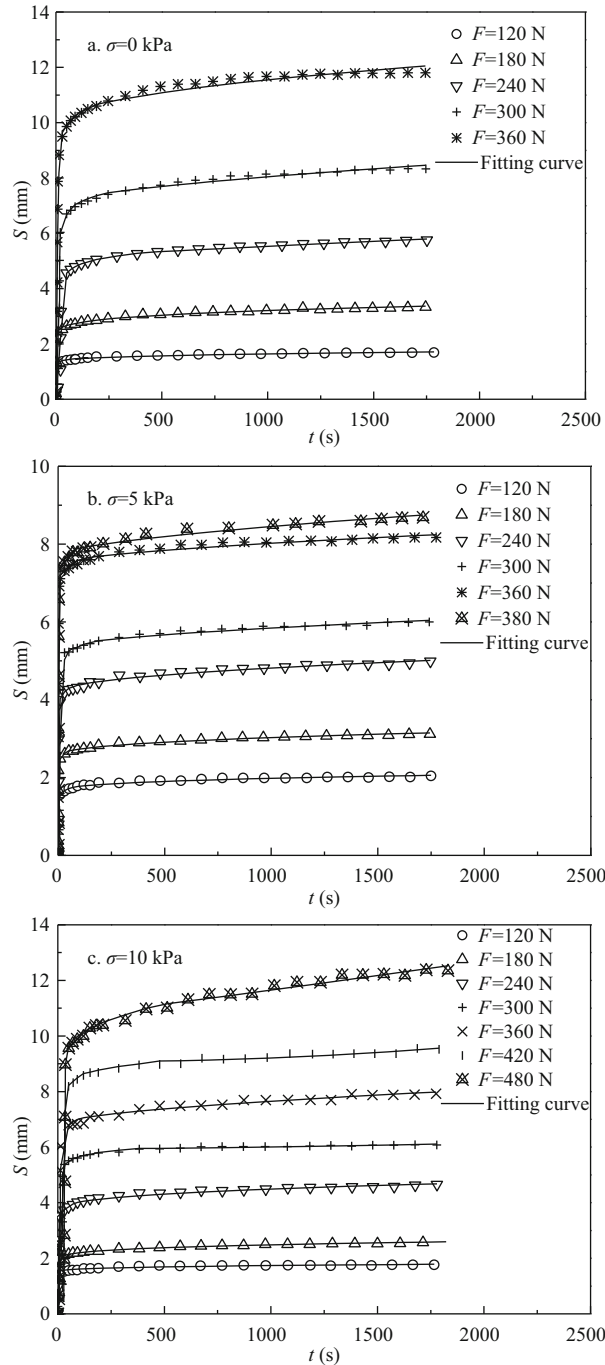 14
12
10
8
6
4
2
0
S (mm)
a. σ=0 kPa
F=120 N
F=180 N
F=240 N
F=300 N
F=360 N
Fitting curve
0 500 1000 1500 2000 2500
t (s)
10
8
6
4
2
0
S (mm)
b. σ=5 kPa
F=120 N
F=180 N
F=240 N
F=300 N
F=360 N
F=380 N
Fitting curve
0 500 1000 1500 2000 2500
t (s)
14
12
10
8
6
4
2
0
S (mm)
c. σ=10 kPa
F=120 N
F=180 N
F=240 N
F=300 N
F=360 N
F=420 N
F=480 N
Fitting curve
0 500 1000 1500 2000 2500
t (s)